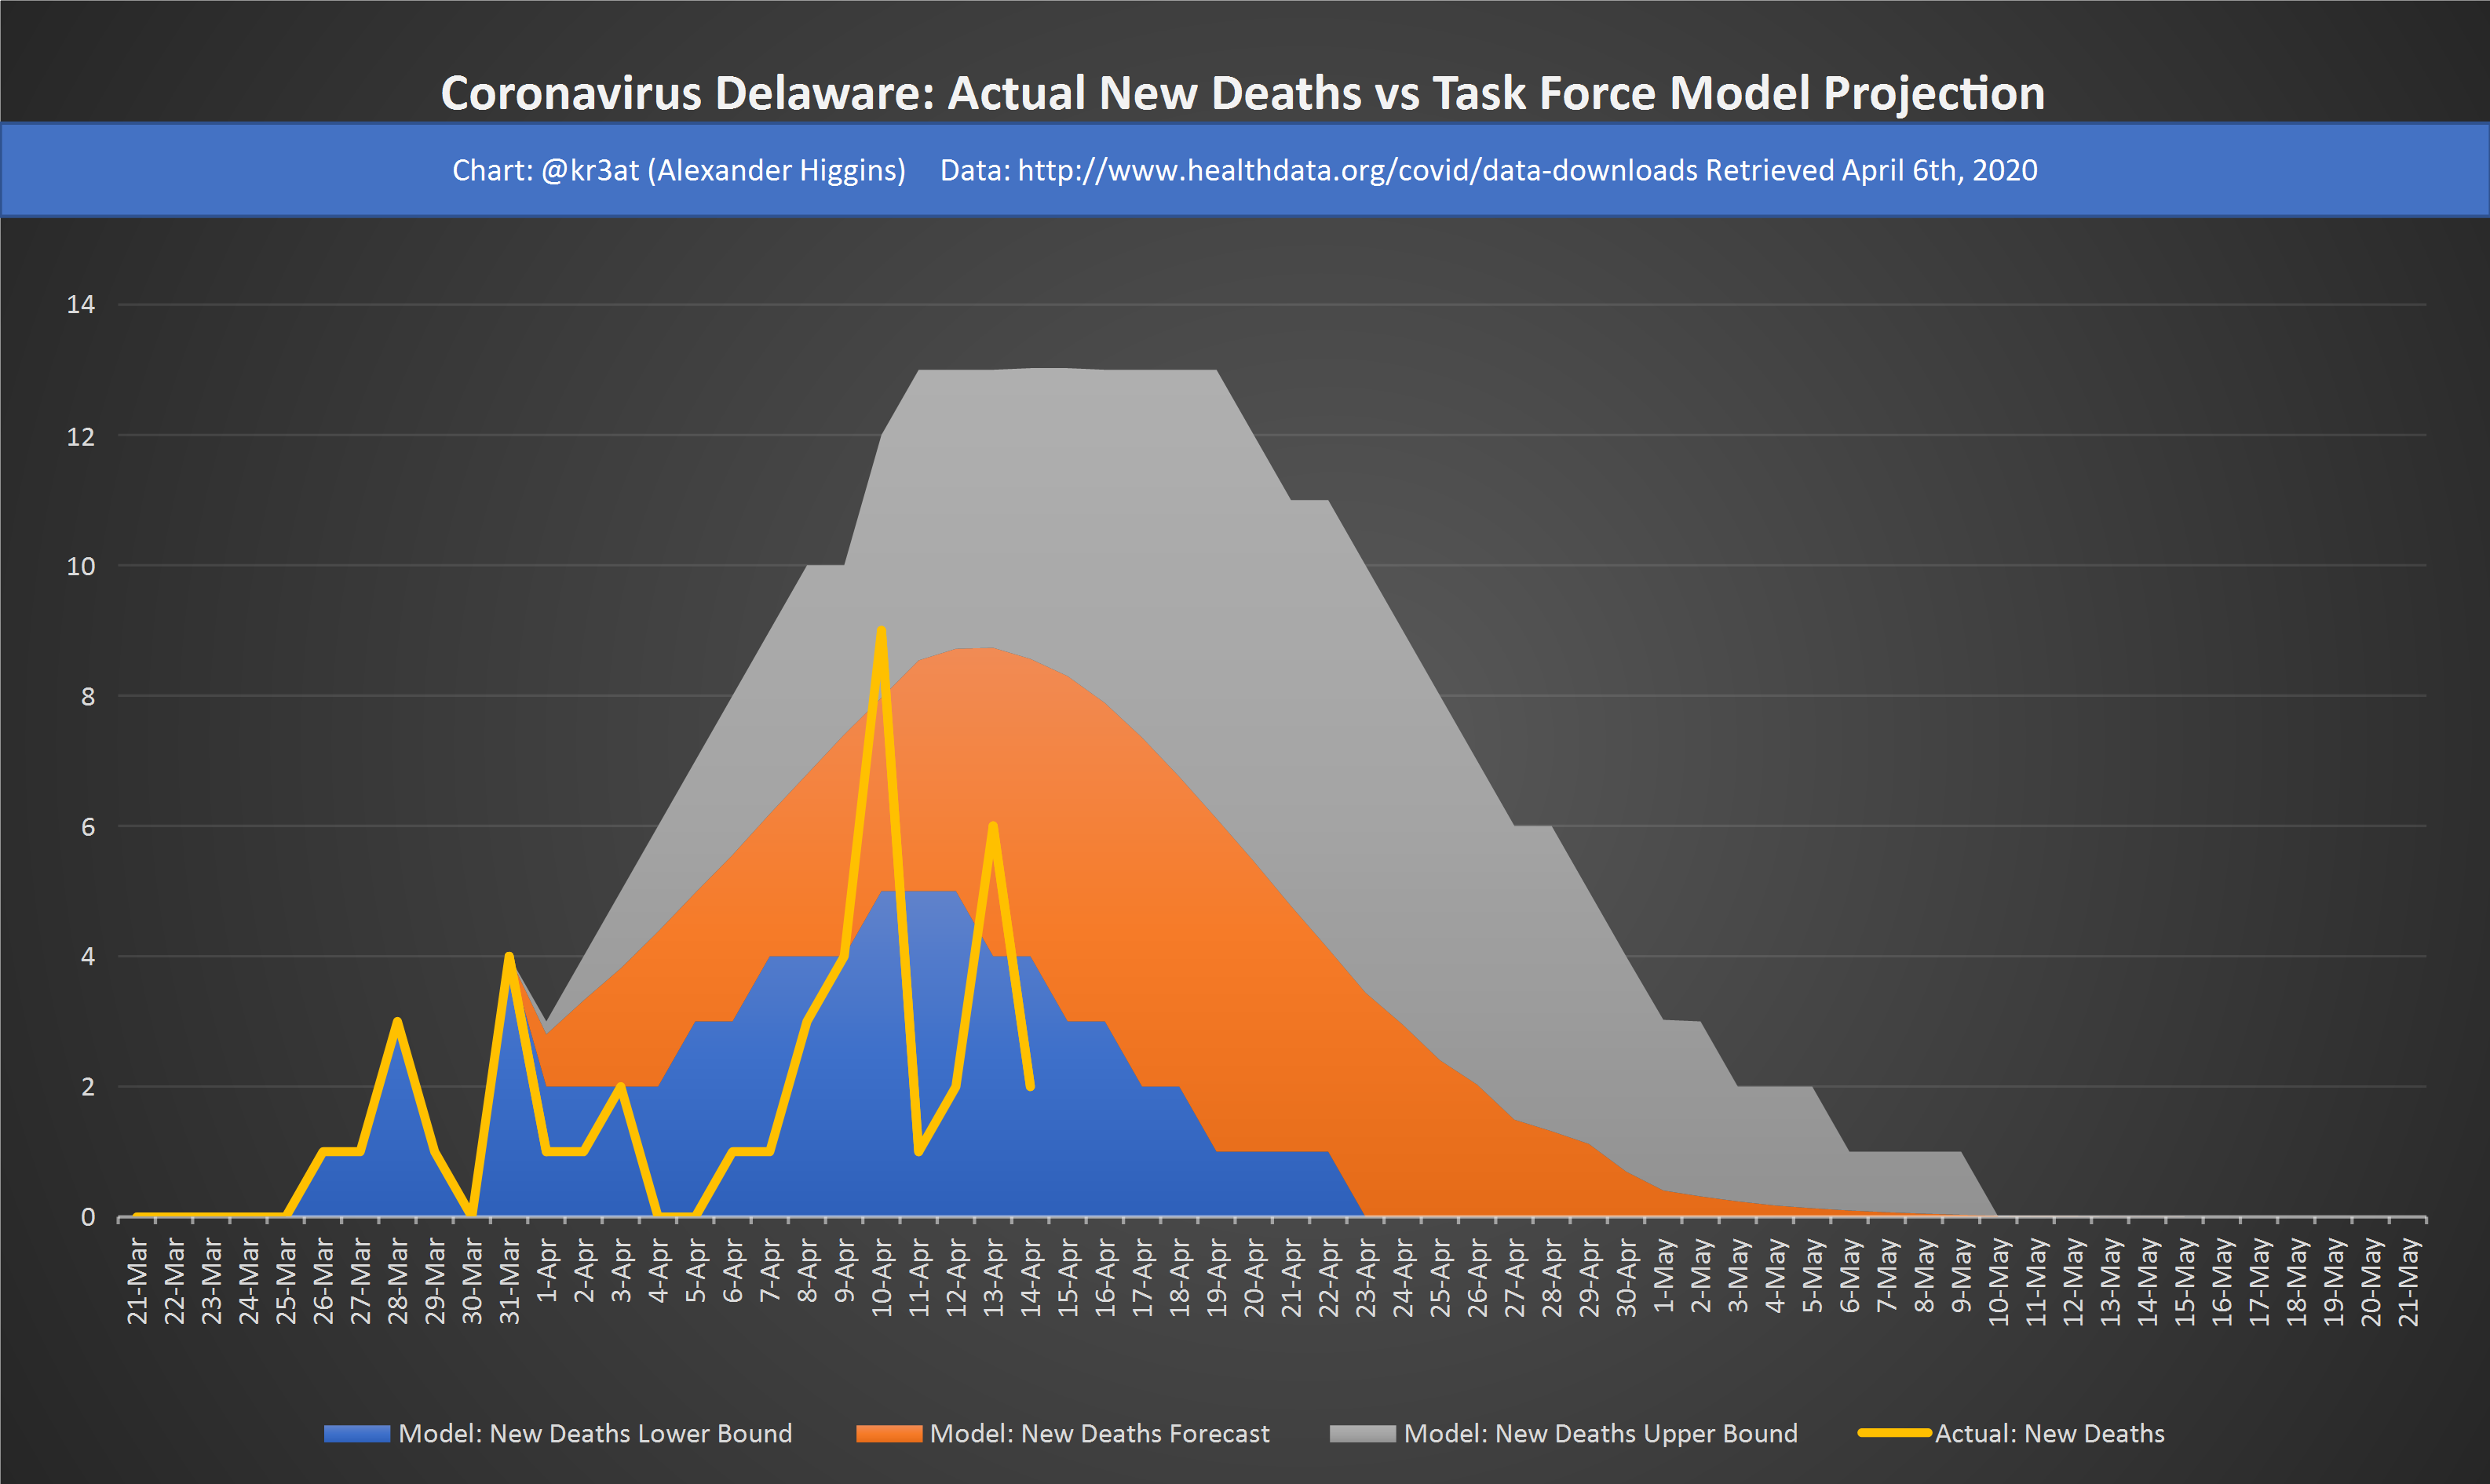 Coronavirus Delaware: Actual New Deaths vs Task Force Model Projection
Chart: @kr3at (Alexander Higgins) Data: http://www.healthdata.org/covid/data-downloads Retrieved April 6th, 2020
14
12
10
8
6
4
2
0
21-Mar
22-Mar
23-Mar
24-Mar
25-Mar
26-Mar
27-Mar
28-Mar
29-Mar
30-Mar
31-Mar
1-Apr
2-Apr
3-Apr
4-Apr
5-Apr
6-Apr
7-Apr
8-Apr
9-Apr
10-Apr
11-Apr
12-Apr
13-Apr
14-Apr
15-Apr
16-Apr
17-Apr
18-Apr
19-Apr
20-Apr
21-Apr
22-Apr
23-Apr
24-Apr
25-Apr
26-Apr
27-Apr
28-Apr
29-Apr
30-Apr
1-May
2-May
3-May
4-May
5-May
6-May
7-May
8-May
9-May
10-May
11-May
12-May
13-May
14-May
15-May
16-May
17-May
18-May
19-May
20-May
21-May
Model: New Deaths Lower Bound
Model: New Deaths Forecast
Model: New Deaths Upper Bound
Actual: New Deaths